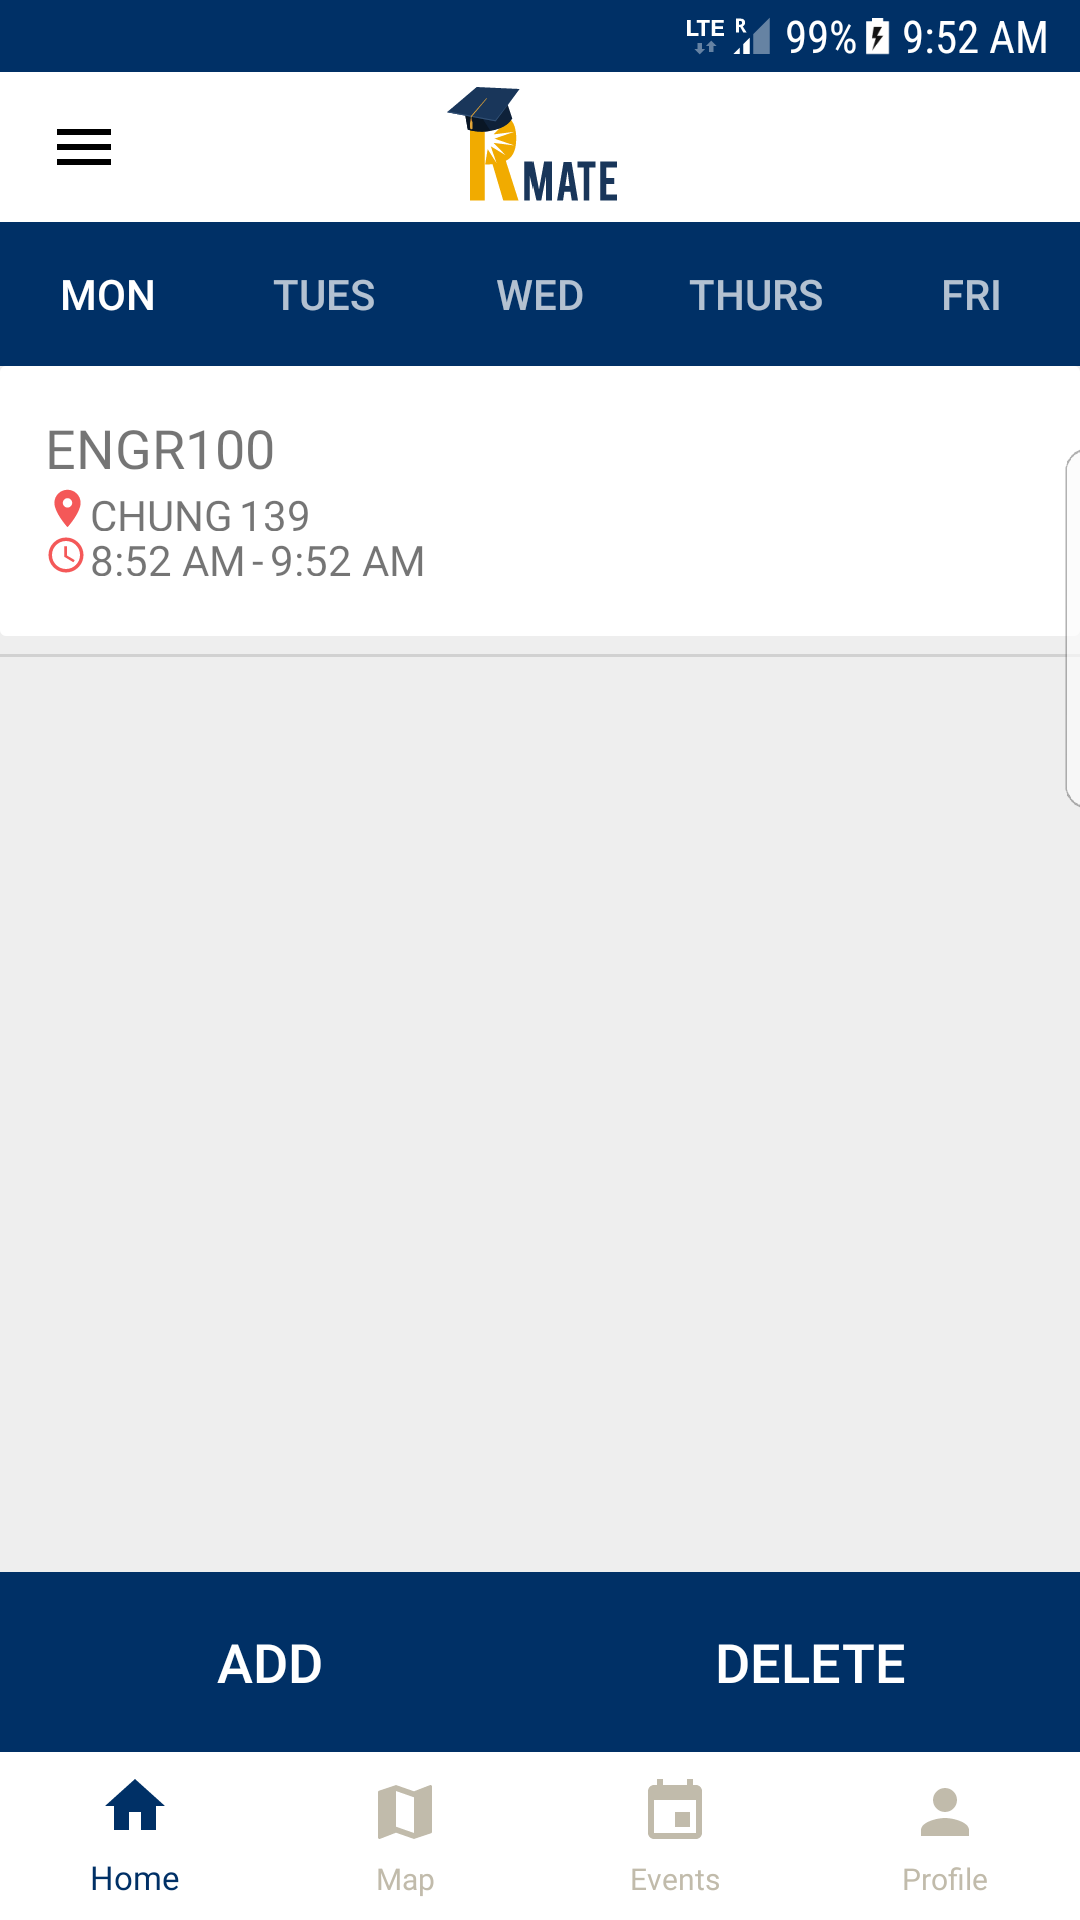 LTE R 99% 9:52 AM
RMATE
MON TUES WED THURS FRI
ENGR100
CHUNG 139
8:52 AM - 9:52 AM
ADD DELETE
Home Map Events Profile